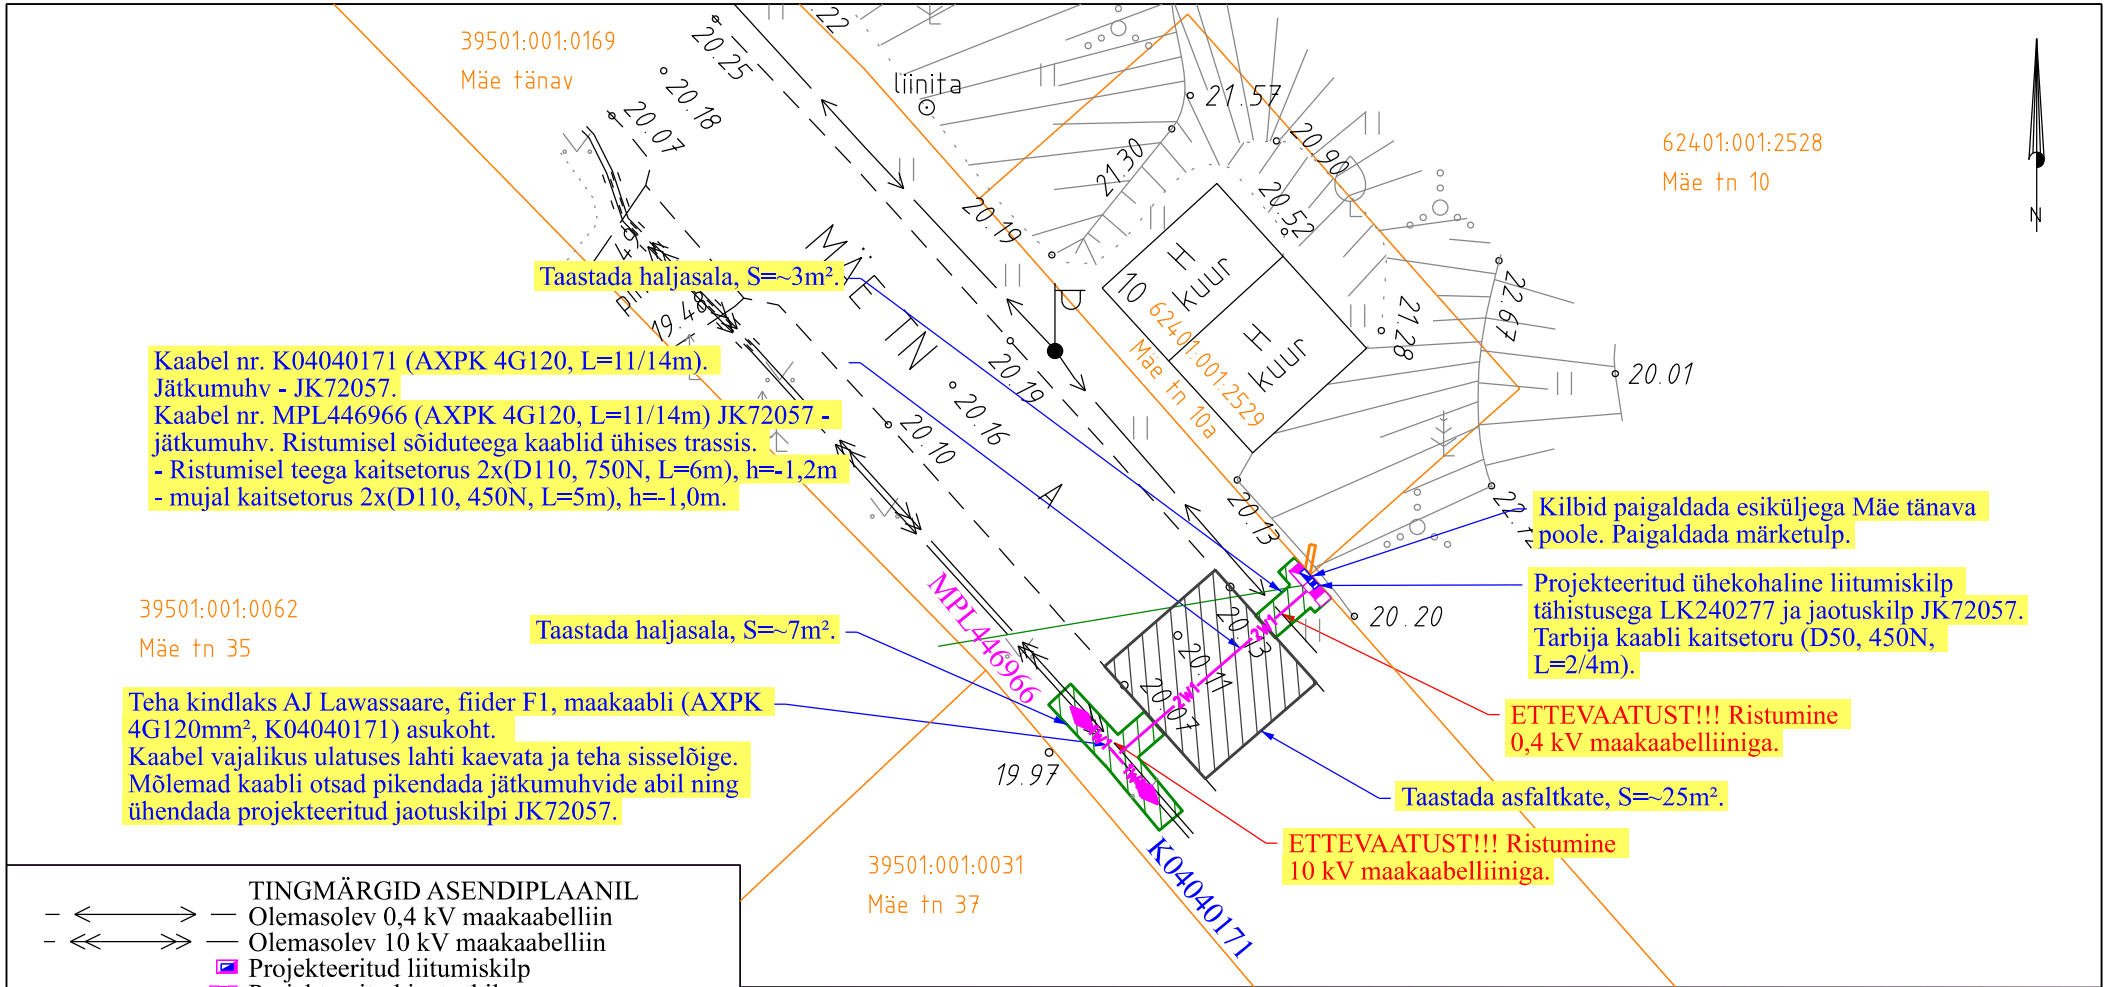 39501:001:0169
Mäe tänav
20.25
20.18
20.07
.22
liinita
21.57
21.30
20.90
20.52
62401:001:2528
Mäe tn 10
N
20.19
MÄE TN
Taastada haljasala, S=~3m².
19.48
10
H
kuur
H
kuur
62401:001:2529
Mäe tn 10a
21.28
22.67
20.01
20.19
20.16
20.10
A
Kaabel nr. K04040171 (AXPK 4G120, L=11/14m).
Jätkumuhv - JK72057.
Kaabel nr. MPL446966 (AXPK 4G120, L=11/14m) JK72057 -
jätkumuhv. Ristumisel sõiduteega kaablid ühises trassis.
- Ristumisel teega kaitsetorus 2x(D110, 750N, L=6m), h=-1,2m
- mujal kaitsetorus 2x(D110, 450N, L=5m), h=-1,0m.
20.13
Kilbid paigaldada esiküljega Mäe tänava
poole. Paigaldada märketulp.
Projekteeritud ühekohaline liitumiskilp
tähistusega LK240277 ja jaotuskilp JK72057.
Tarbija kaabli kaitsetoru (D50, 450N,
L=2/4m).
39501:001:0062
Mäe tn 35
MPL446966
Taastada haljasala, S=~7m².
20.20
20.11
20.07
2W1
2W1
Teha kindlaks AJ Lawassaare, fiider F1, maakaabli (AXPK
4G120mm², K04040171) asukoht.
Kaabel vajalikus ulatuses lahti kaevata ja teha sisselõige.
Mõlemad kaabli otsad pikendada jätkumuhvide abil ning
ühendada projekteeritud jaotuskilpi JK72057.
ETTEVAATUST!!! Ristumine
0,4 kV maakaabelliiniga.
19.97
Taastada asfaltkate, S=~25m².
ETTEVAATUST!!! Ristumine
10 kV maakaabelliiniga.
K04040171
39501:001:0031
Mäe tn 37
TINGMÄRGID ASENDIPLAANIL
Olemasolev 0,4 kV maakaabelliin
Olemasolev 10 kV maakaabelliin
Projekteeritud liitumiskilp